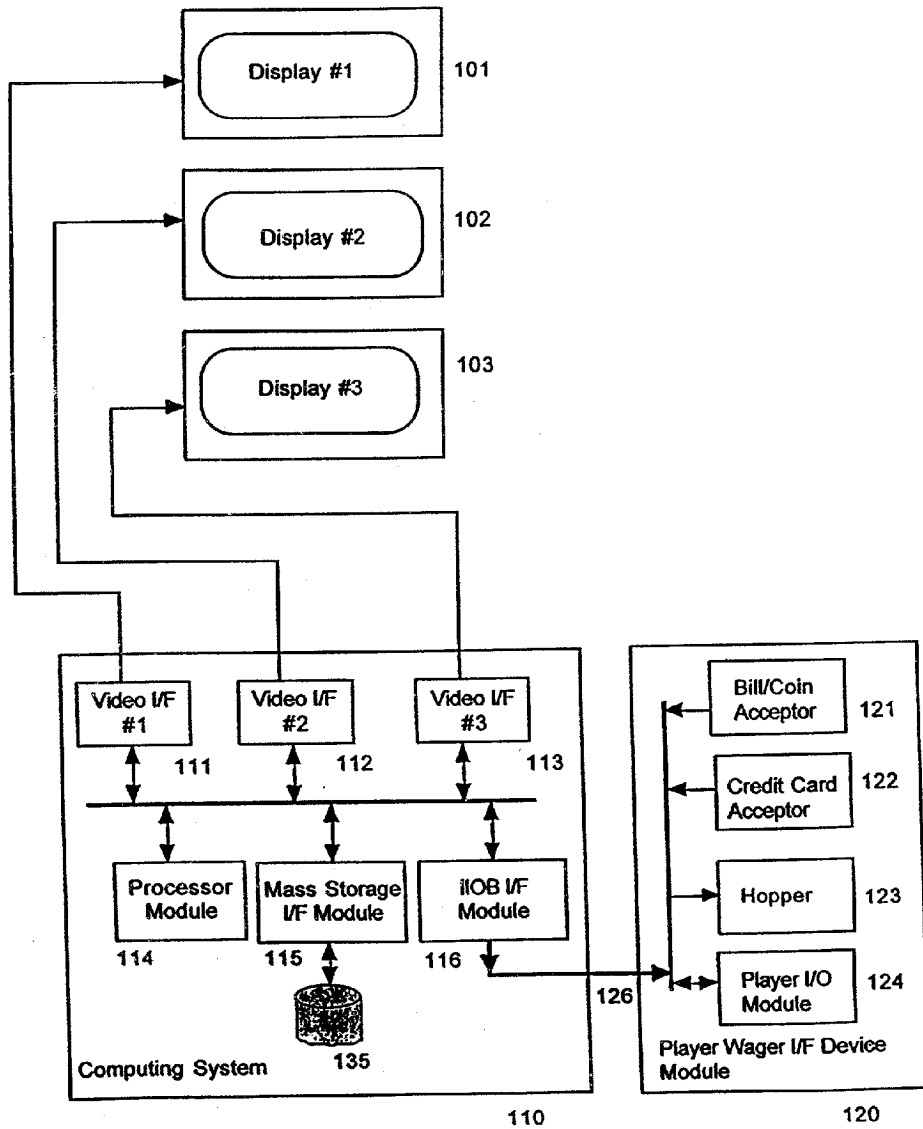 Display #1
101
Display #2
102
Display #3
103
Video I/F
#1
111
Video I/F
#2
112
Video I/F
#3
113
Processor
Module
114
Mass Storage
I/F Module
115
iIOB I/F
Module
116
135
Computing System
110
126
Bill/Coin
Acceptor
121
Credit Card
Acceptor
122
Hopper
123
Player I/O
Module
124
Player Wager I/F Device
Module
120